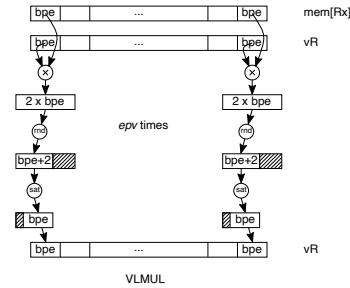 bpe ... bpe mem[Rx]
bpe ... bpe vR
× ×
2 x bpe 2 x bpe
epv times
rnd rnd
bpe+2 bpe+2
sat sat
bpe bpe
bpe ... bpe vR
VLMUL